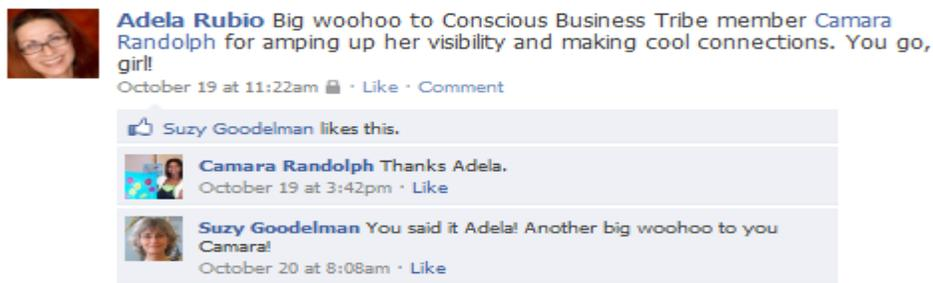 Adela Rubio Big woohoo to Conscious Business Tribe member Camara
Randolph for amping up her visibility and making cool connections. You go,
girl!
October 19 at 11:22am · Like · Comment
Suzy Goodelman likes this.
Camara Randolph Thanks Adela.
October 19 at 3:42pm · Like
Suzy Goodelman You said it Adela! Another big woohoo to you
Camara!
October 20 at 8:08am · Like